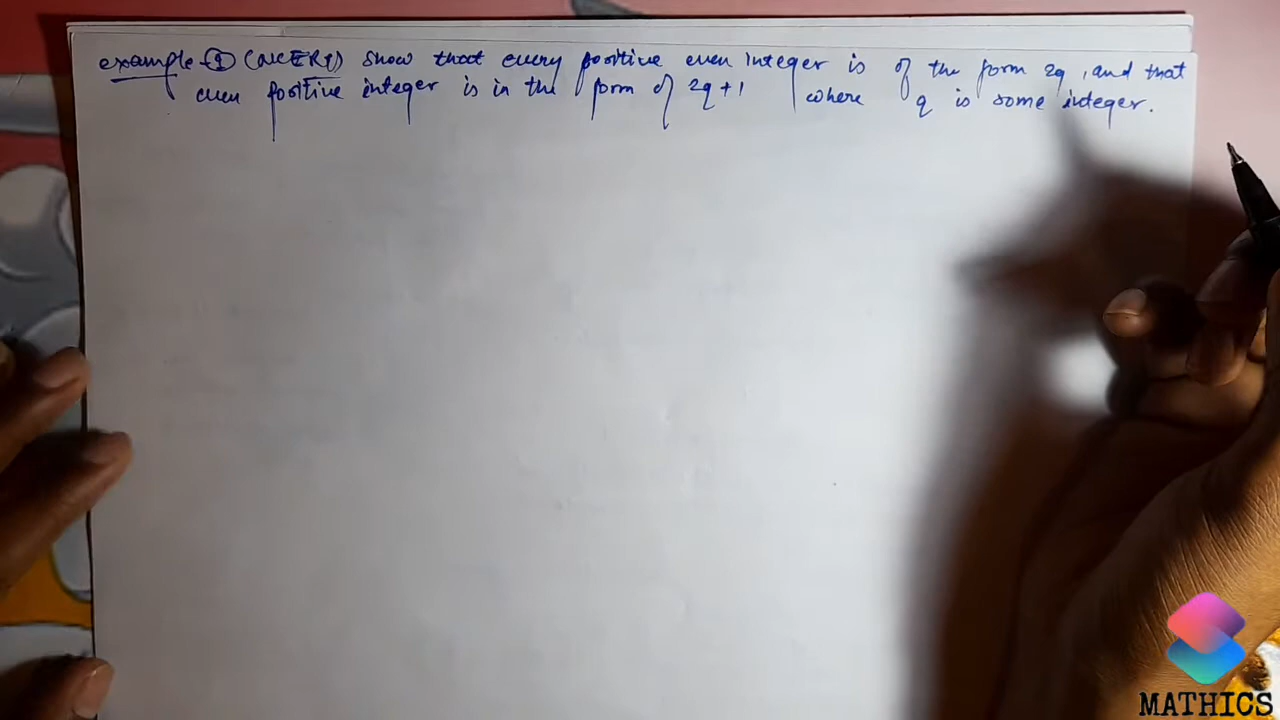 example-① (NCERT) show that every positive even integer is of the form 2q, and that
even positive integer is in the form of 2q+1 where q is some integer.
MATHICS